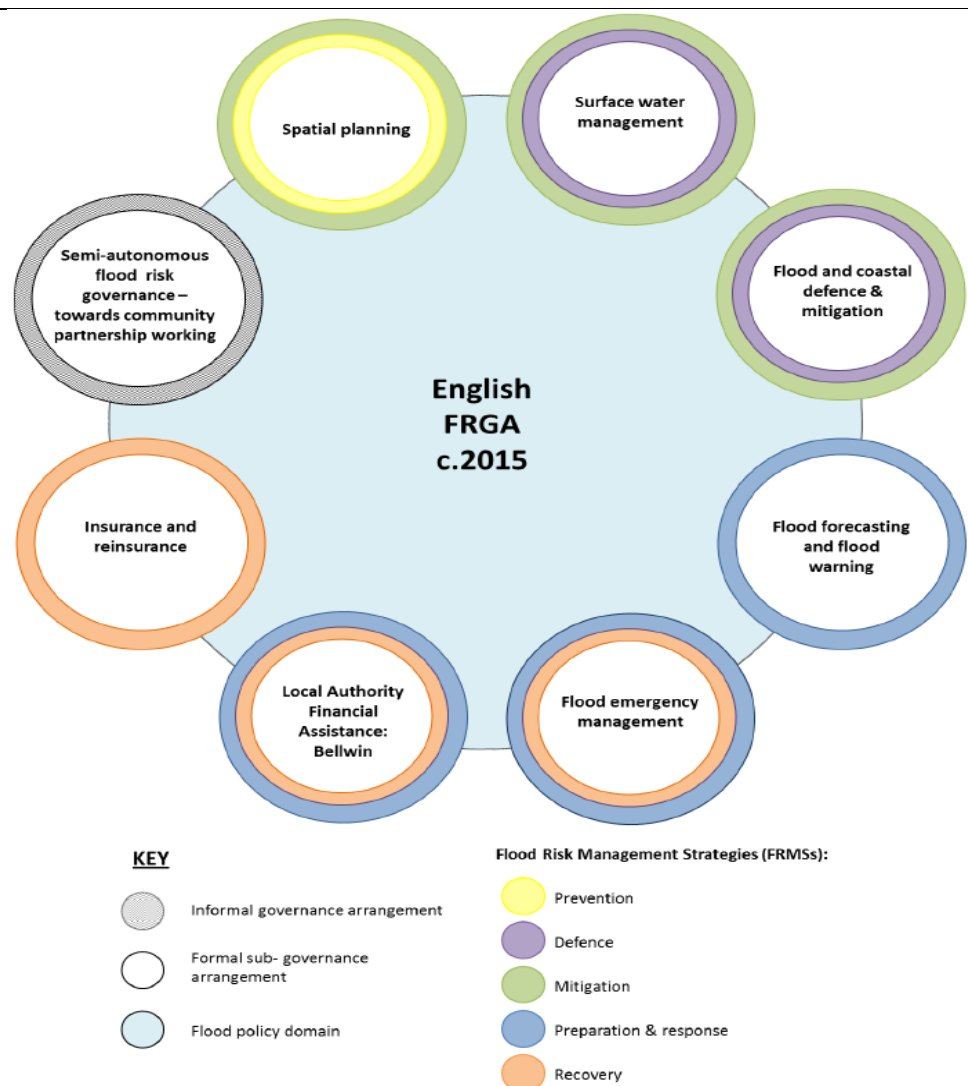 Spatial planning
Surface water
management
Semi-autonomous
flood risk
governance –
towards community
partnership working
Flood and coastal
defence &
mitigation
English
FRGA
c.2015
Insurance and
reinsurance
Flood forecasting
and flood
warning
Local Authority
Financial
Assistance:
Bellwin
Flood emergency
management
KEY
Informal governance arrangement
Formal sub- governance
arrangement
Flood policy domain
Flood Risk Management Strategies (FRMSs):
Prevention
Defence
Mitigation
Preparation & response
Recovery